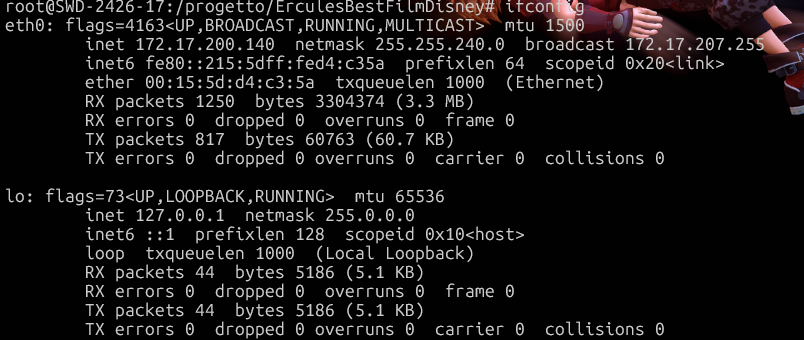 root@SWD-2426-17:/progetto/ErculesBestFilmDisney# ifconfig
eth0: flags=4163<UP,BROADCAST,RUNNING,MULTICAST>  mtu 1500
        inet 172.17.200.140  netmask 255.255.240.0  broadcast 172.17.207.255
        inet6 fe80::215:5dff:fed4:c35a  prefixlen 64  scopeid 0x20<link>
        ether 00:15:5d:d4:c3:5a  txqueuelen 1000  (Ethernet)
        RX packets 1250  bytes 3304374 (3.3 MB)
        RX errors 0  dropped 0  overruns 0  frame 0
        TX packets 817  bytes 60763 (60.7 KB)
        TX errors 0  dropped 0 overruns 0  carrier 0  collisions 0

lo: flags=73<UP,LOOPBACK,RUNNING>  mtu 65536
        inet 127.0.0.1  netmask 255.0.0.0
        inet6 ::1  prefixlen 128  scopeid 0x10<host>
        loop  txqueuelen 1000  (Local Loopback)
        RX packets 44  bytes 5186 (5.1 KB)
        RX errors 0  dropped 0  overruns 0  frame 0
        TX packets 44  bytes 5186 (5.1 KB)
        TX errors 0  dropped 0 overruns 0  carrier 0  collisions 0